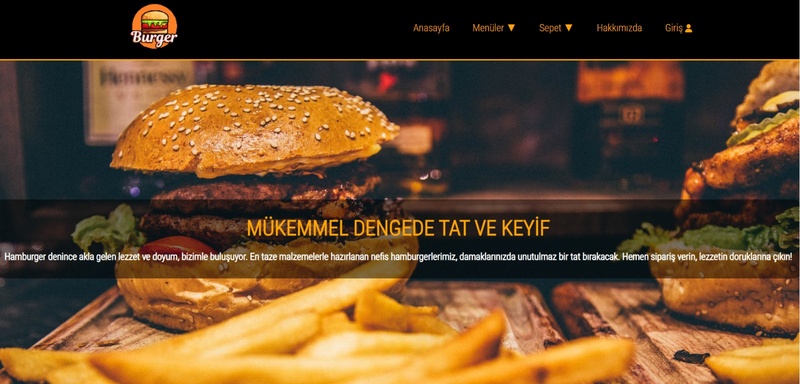 Burger
Anasayfa Menüler ▼ Sepet ▼ Hakkımızda Giriş
Hennessy
MÜKEMMEL DENGEDE TAT VE KEYİF
Hamburger denince akla gelen lezzet ve doyum, bizimle buluşuyor. En taze malzemelerle hazırlanan nefis hamburgerlerimiz, damaklarınızda unutulmaz bir tat bırakacak. Hemen sipariş verin, lezzetin doruklarına çıkın!